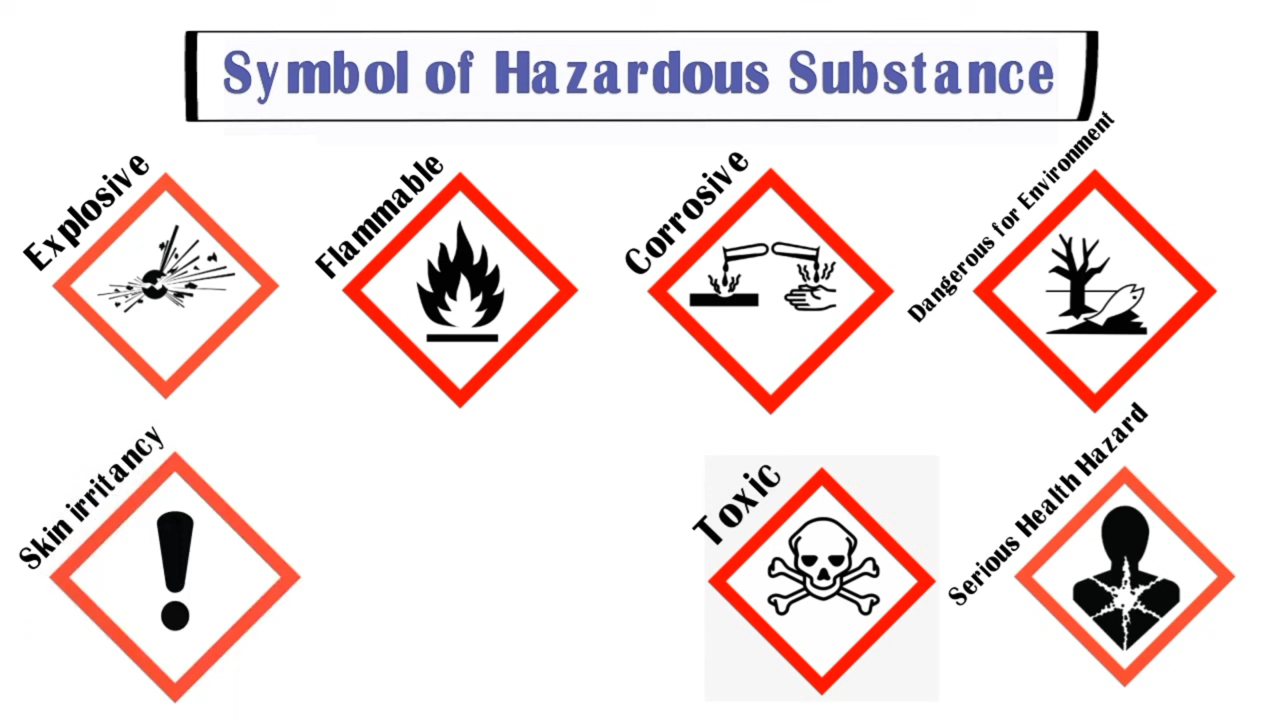 Symbol of Hazardous Substance
Explosive
Flammable
Corrosive
Dangerous for Environment
Skin irritancy
Toxic
Serious Health Hazard